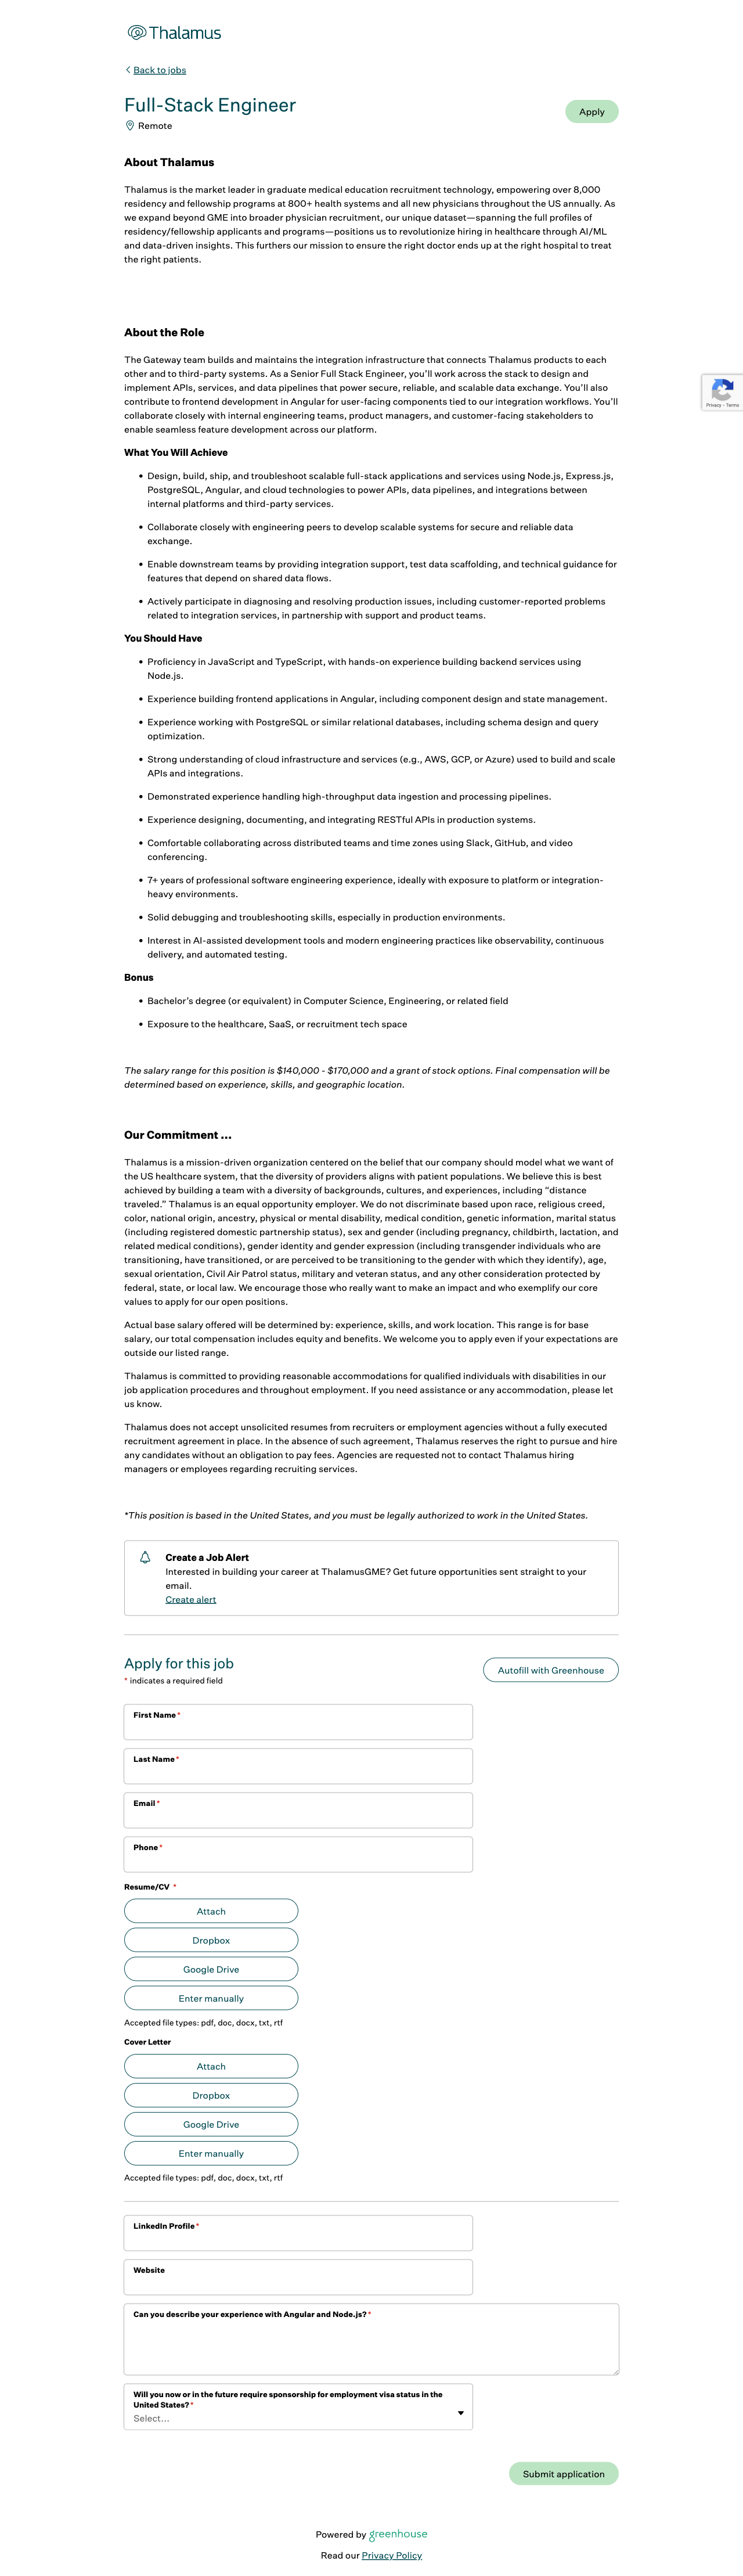 Thalamus
Back to jobs
Full-Stack Engineer
Apply
Remote
About Thalamus
Thalamus is the market leader in graduate medical education recruitment technology, empowering over 8,000
residency and fellowship programs at 800+ health systems and all new physicians throughout the US annually. As
we expand beyond GME into broader physician recruitment, our unique dataset—spanning the full profiles of
residency/fellowship applicants and programs—positions us to revolutionize hiring in healthcare through AI/ML
and data-driven insights. This furthers our mission to ensure the right doctor ends up at the right hospital to treat
the right patients.
About the Role
The Gateway team builds and maintains the integration infrastructure that connects Thalamus products to each
other and to third-party systems. As a Senior Full Stack Engineer, you'll work across the stack to design and
implement APIs, services, and data pipelines that power secure, reliable, and scalable data exchange. You'll also
contribute to frontend development in Angular for user-facing components tied to our integration workflows. You'll
collaborate closely with internal engineering teams, product managers, and customer-facing stakeholders to
enable seamless feature development across our platform.
Privacy - Terms
What You Will Achieve
• Design, build, ship, and troubleshoot scalable full-stack applications and services using Node.js, Express.js,
PostgreSQL, Angular, and cloud technologies to power APIs, data pipelines, and integrations between
internal platforms and third-party services.
• Collaborate closely with engineering peers to develop scalable systems for secure and reliable data
exchange.
• Enable downstream teams by providing integration support, test data scaffolding, and technical guidance for
features that depend on shared data flows.
• Actively participate in diagnosing and resolving production issues, including customer-reported problems
related to integration services, in partnership with support and product teams.
You Should Have
• Proficiency in JavaScript and TypeScript, with hands-on experience building backend services using
Node.js.
• Experience building frontend applications in Angular, including component design and state management.
• Experience working with PostgreSQL or similar relational databases, including schema design and query
optimization.
• Strong understanding of cloud infrastructure and services (e.g., AWS, GCP, or Azure) used to build and scale
APIs and integrations.
• Demonstrated experience handling high-throughput data ingestion and processing pipelines.
• Experience designing, documenting, and integrating RESTful APIs in production systems.
• Comfortable collaborating across distributed teams and time zones using Slack, GitHub, and video
conferencing.
• 7+ years of professional software engineering experience, ideally with exposure to platform or integration-
heavy environments.
• Solid debugging and troubleshooting skills, especially in production environments.
• Interest in AI-assisted development tools and modern engineering practices like observability, continuous
delivery, and automated testing.
Bonus
• Bachelor's degree (or equivalent) in Computer Science, Engineering, or related field
• Exposure to the healthcare, SaaS, or recruitment tech space
The salary range for this position is $140,000 - $170,000 and a grant of stock options. Final compensation will be
determined based on experience, skills, and geographic location.
Our Commitment ...
Thalamus is a mission-driven organization centered on the belief that our company should model what we want of
the US healthcare system, that the diversity of providers aligns with patient populations. We believe this is best
achieved by building a team with a diversity of backgrounds, cultures, and experiences, including "distance
traveled." Thalamus is an equal opportunity employer. We do not discriminate based upon race, religious creed,
color, national origin, ancestry, physical or mental disability, medical condition, genetic information, marital status
(including registered domestic partnership status), sex and gender (including pregnancy, childbirth, lactation, and
related medical conditions), gender identity and gender expression (including transgender individuals who are
transitioning, have transitioned, or are perceived to be transitioning to the gender with which they identify), age,
sexual orientation, Civil Air Patrol status, military and veteran status, and any other consideration protected by
federal, state, or local law. We encourage those who really want to make an impact and who exemplify our core
values to apply for our open positions.
Actual base salary offered will be determined by: experience, skills, and work location. This range is for base
salary, our total compensation includes equity and benefits. We welcome you to apply even if your expectations are
outside our listed range.
Thalamus is committed to providing reasonable accommodations for qualified individuals with disabilities in our
job application procedures and throughout employment. If you need assistance or any accommodation, please let
us know.
Thalamus does not accept unsolicited resumes from recruiters or employment agencies without a fully executed
recruitment agreement in place. In the absence of such agreement, Thalamus reserves the right to pursue and hire
any candidates without an obligation to pay fees. Agencies are requested not to contact Thalamus hiring
managers or employees regarding recruiting services.
*This position is based in the United States, and you must be legally authorized to work in the United States.
Create a Job Alert
Interested in building your career at ThalamusGME? Get future opportunities sent straight to your
email.
Create alert
Apply for this job
Autofill with Greenhouse
* indicates a required field
First Name*
Last Name*
Email*
Phone*
Resume/CV *
Attach
Dropbox
Google Drive
Enter manually
Accepted file types: pdf, doc, docx, txt, rtf
Cover Letter
Attach
Dropbox
Google Drive
Enter manually
Accepted file types: pdf, doc, docx, txt, rtf
LinkedIn Profile*
Website
Can you describe your experience with Angular and Node.js?*
Will you now or in the future require sponsorship for employment visa status in the
United States?*
Select...
Submit application
Powered by greenhouse
Read our Privacy Policy